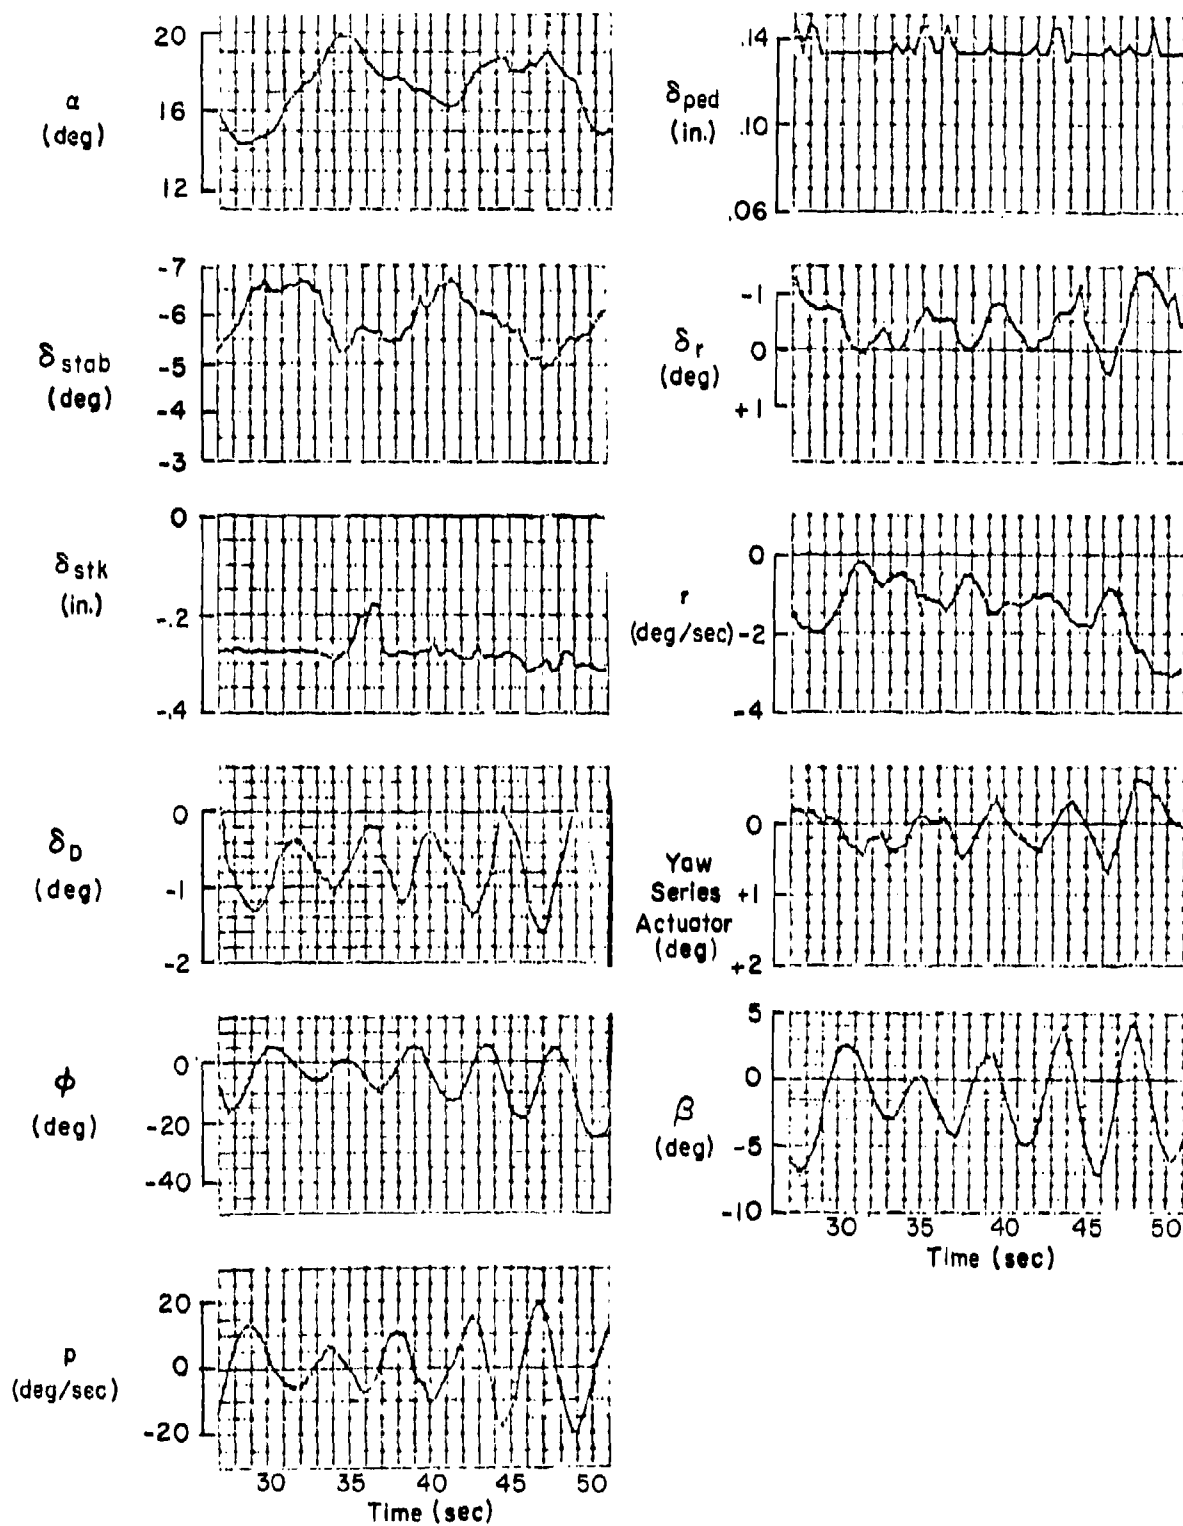 20
16
12
α
(deg)
-7
-6
-5
-4
-3
δstab
(deg)
0
-.2
-.4
δstk
(in.)
0
-1
-2
δD
(deg)
0
-20
-40
φ
(deg)
20
0
-20
p
(deg/sec)
30 35 40 45 50
Time (sec)
.14
.10
.06
δped
(in.)
-1
0
+1
δr
(deg)
0
-2
-4
r
(deg/sec)
0
+1
+2
Yaw
Series
Actuator
(deg)
5
0
-5
-10
β
(deg)
30 35 40 45 50
Time (sec)